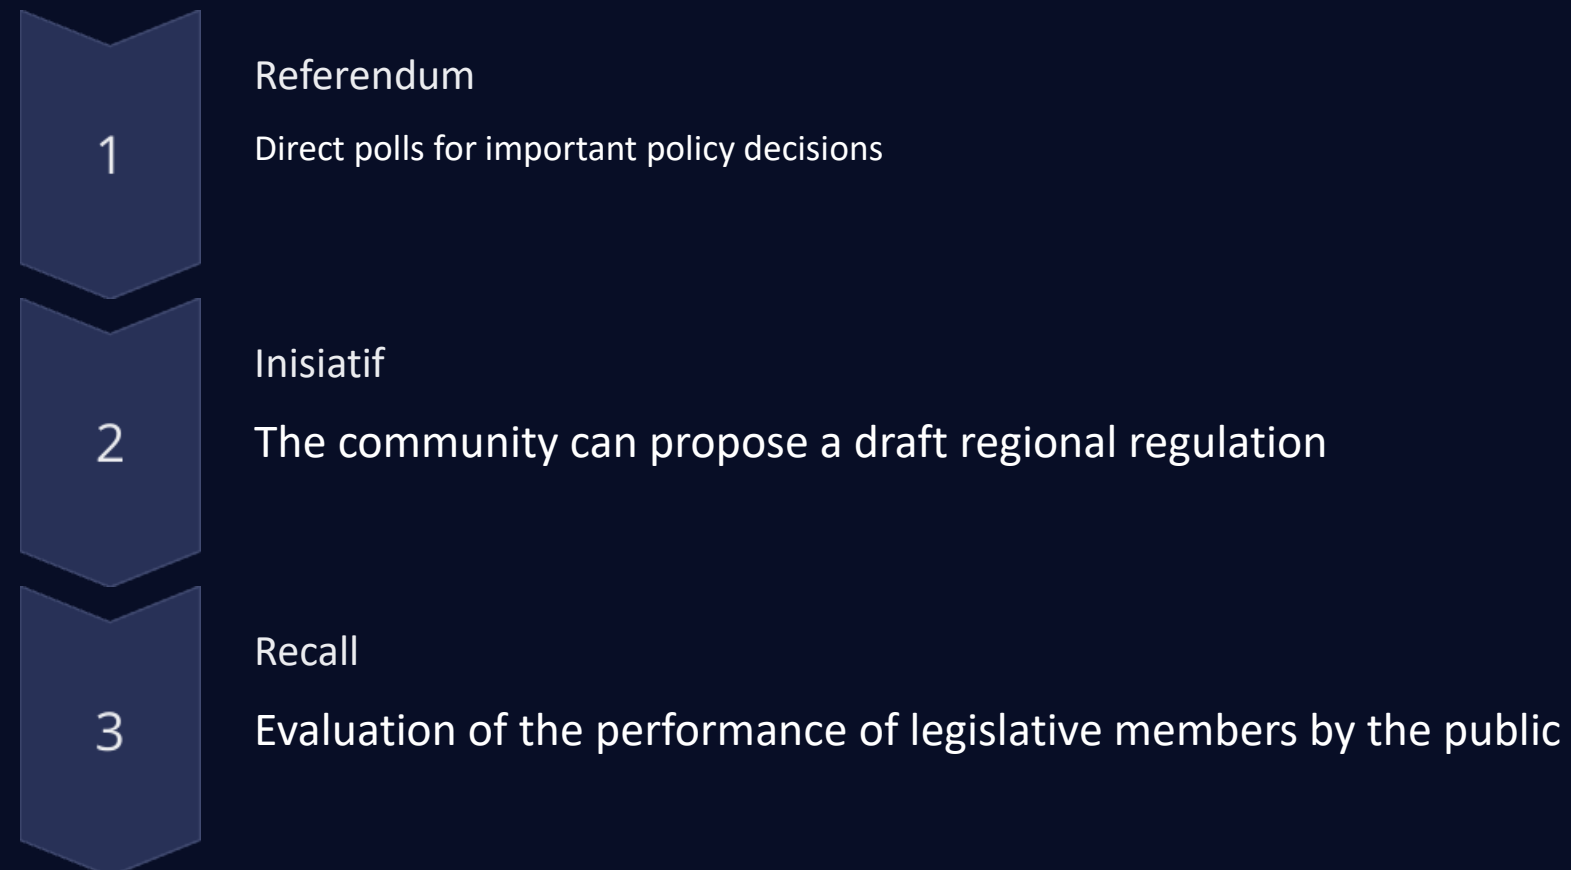 1
Referendum
Direct polls for important policy decisions
2
Inisiatif
The community can propose a draft regional regulation
3
Recall
Evaluation of the performance of legislative members by the public